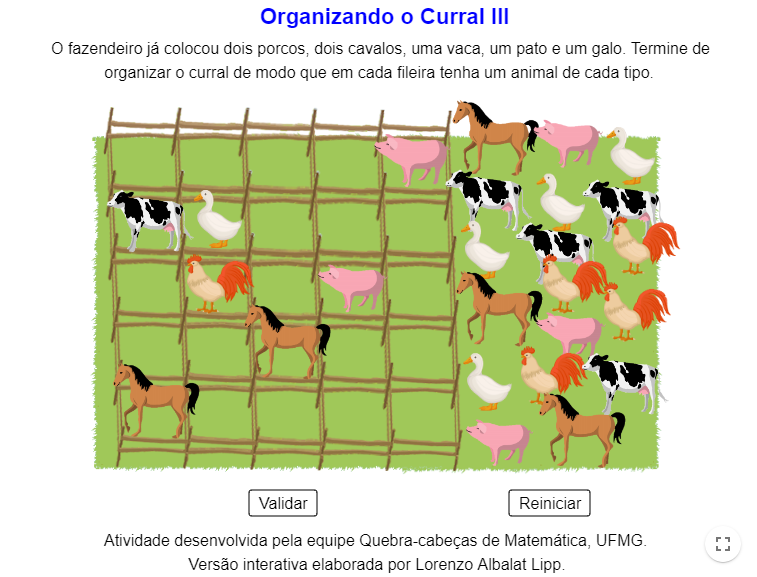 Organizando o Curral III
O fazendeiro já colocou dois porcos, dois cavalos, uma vaca, um pato e um galo. Termine de
organizar o curral de modo que em cada fileira tenha um animal de cada tipo.
Validar
Reiniciar
Atividade desenvolvida pela equipe Quebra-cabeças de Matemática, UFMG.
Versão interativa elaborada por Lorenzo Albalat Lipp.